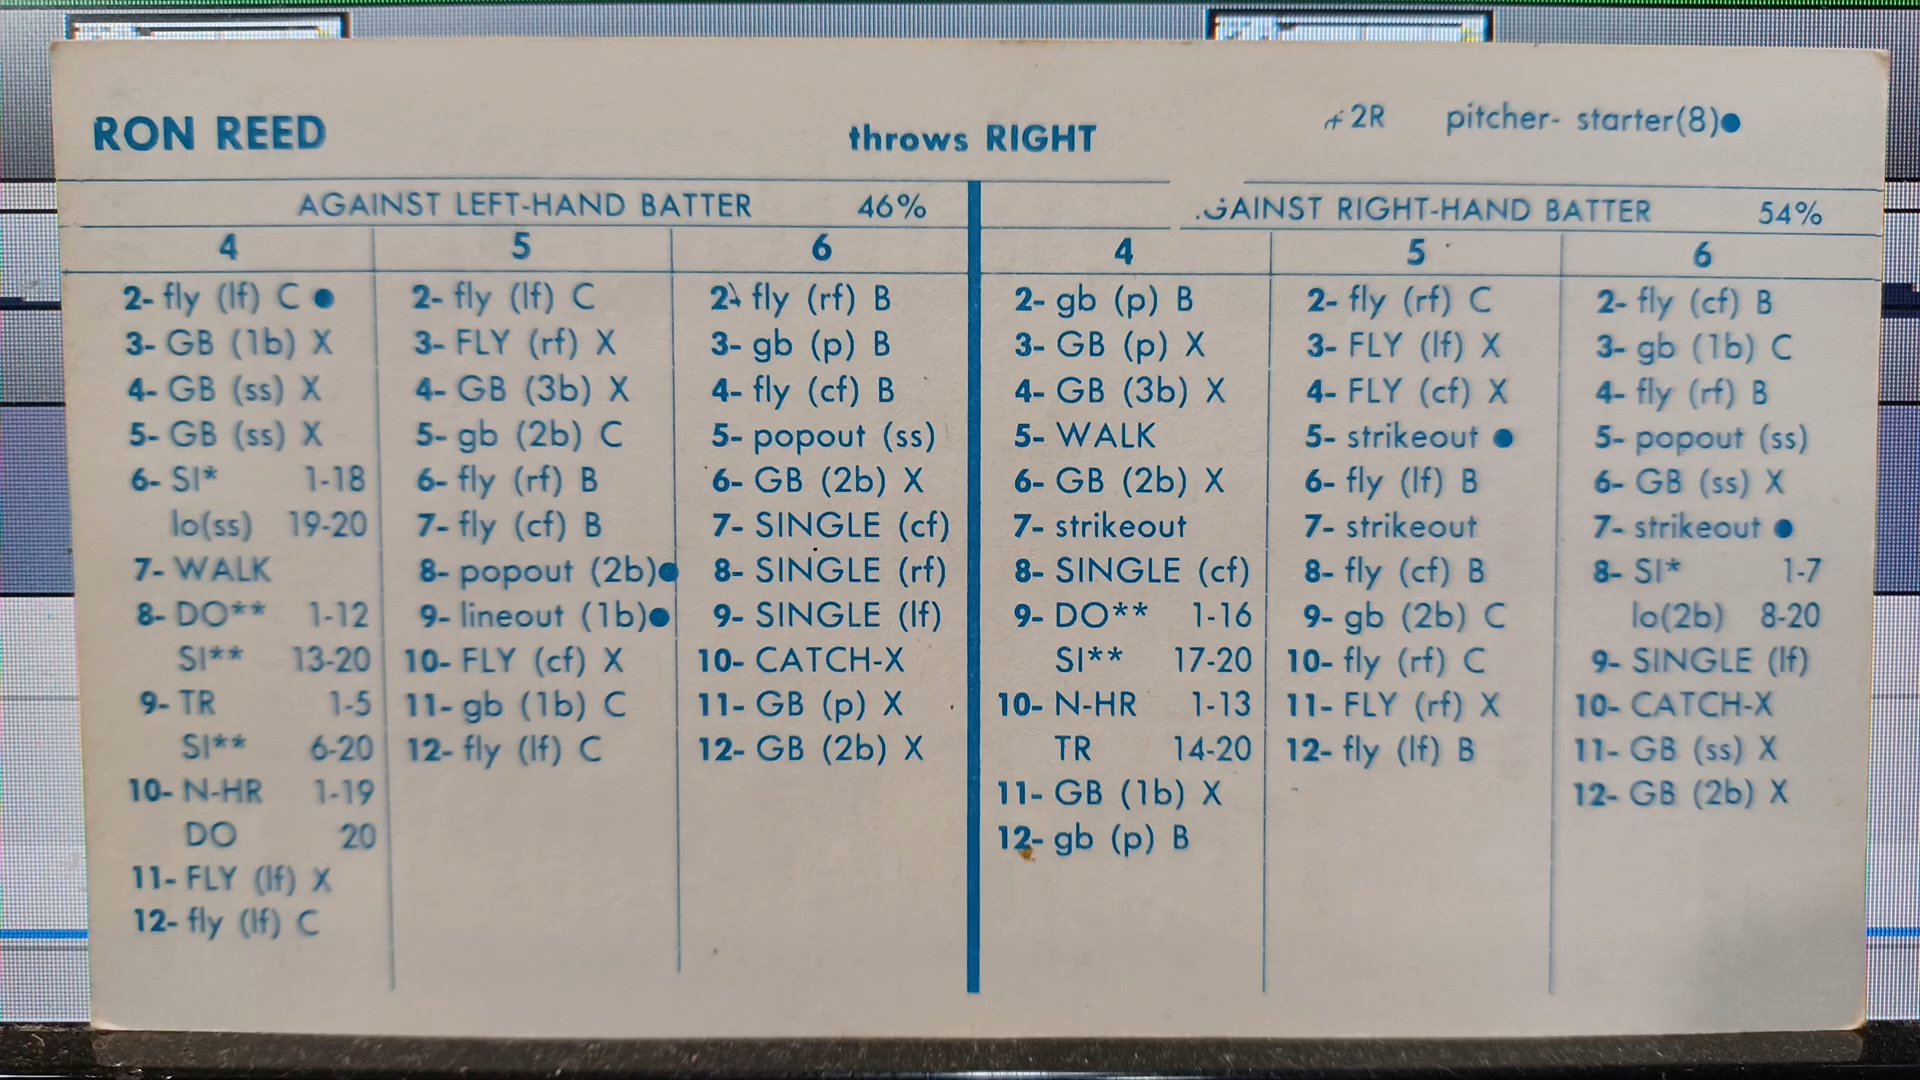 RON REED
throws RIGHT
2R pitcher- starter(8)●
AGAINST LEFT-HAND BATTER 46%
4
2- fly (lf) C ●
3- GB (1b) X
4- GB (ss) X
5- GB (ss) X
6- SI* 1-18
lo(ss) 19-20
7- WALK
8- DO** 1-12
SI** 13-20
9- TR 1-5
SI** 6-20
10- N-HR 1-19
DO 20
11- FLY (lf) X
12- fly (lf) C
5
2- fly (lf) C
3- FLY (rf) X
4- GB (3b) X
5- gb (2b) C
6- fly (rf) B
7- fly (cf) B
8- popout (2b)●
9- lineout (1b)●
10- FLY (cf) X
11- gb (1b) C
12- fly (lf) C
6
2- fly (rf) B
3- gb (p) B
4- fly (cf) B
5- popout (ss)
6- GB (2b) X
7- SINGLE (cf)
8- SINGLE (rf)
9- SINGLE (lf)
10- CATCH-X
11- GB (p) X
12- GB (2b) X
GAINST RIGHT-HAND BATTER 54%
4
2- gb (p) B
3- GB (p) X
4- GB (3b) X
5- WALK
6- GB (2b) X
7- strikeout
8- SINGLE (cf)
9- DO** 1-16
SI** 17-20
10- N-HR 1-13
TR 14-20
11- GB (1b) X
12- gb (p) B
5
2- fly (rf) C
3- FLY (lf) X
4- FLY (cf) X
5- strikeout ●
6- fly (lf) B
7- strikeout
8- fly (cf) B
9- gb (2b) C
10- fly (rf) C
11- FLY (rf) X
12- fly (lf) B
6
2- fly (cf) B
3- gb (1b) C
4- fly (rf) B
5- popout (ss)
6- GB (ss) X
7- strikeout ●
8- SI* 1-7
lo(2b) 8-20
9- SINGLE (lf)
10- CATCH-X
11- GB (ss) X
12- GB (2b) X